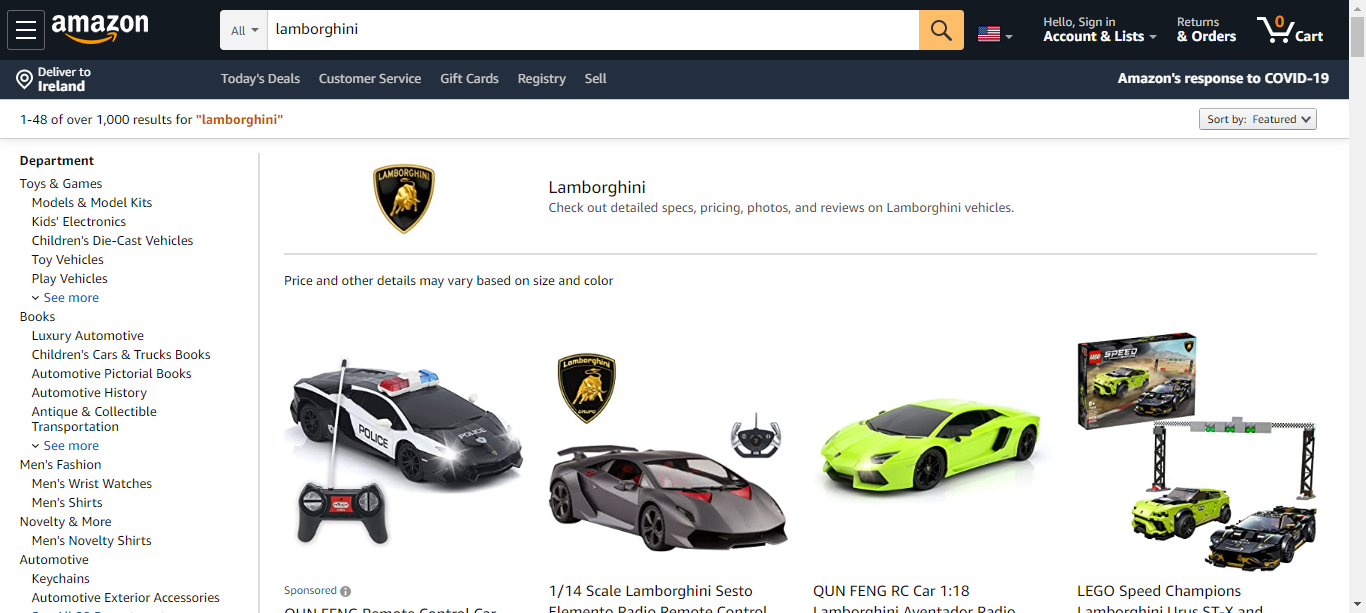 amazon
All
lamborghini
Hello, Sign in
Account & Lists
Returns
& Orders
0
Cart
Deliver to
Ireland
Today's Deals
Customer Service
Gift Cards
Registry
Sell
Amazon's response to COVID-19
1-48 of over 1,000 results for "lamborghini"
Sort by: Featured
Department
Toys & Games
Models & Model Kits
Kids' Electronics
Children's Die-Cast Vehicles
Toy Vehicles
Play Vehicles
See more
Books
Luxury Automotive
Children's Cars & Trucks Books
Automotive Pictorial Books
Automotive History
Antique & Collectible
Transportation
See more
Men's Fashion
Men's Wrist Watches
Men's Shirts
Novelty & More
Men's Novelty Shirts
Automotive
Keychains
Automotive Exterior Accessories
LAMBORGHINI
Lamborghini
Check out detailed specs, pricing, photos, and reviews on Lamborghini vehicles.
Price and other details may vary based on size and color
POLICE
POLICE
Lamborghini
LEGO SPEED
Sponsored
QUN FENG Remote Control Car
1/14 Scale Lamborghini Sesto
Elemento Radio Remote Control
QUN FENG RC Car 1:18
Lamborghini Aventador Radio
LEGO Speed Champions
Lamborghini Urus ST-X and